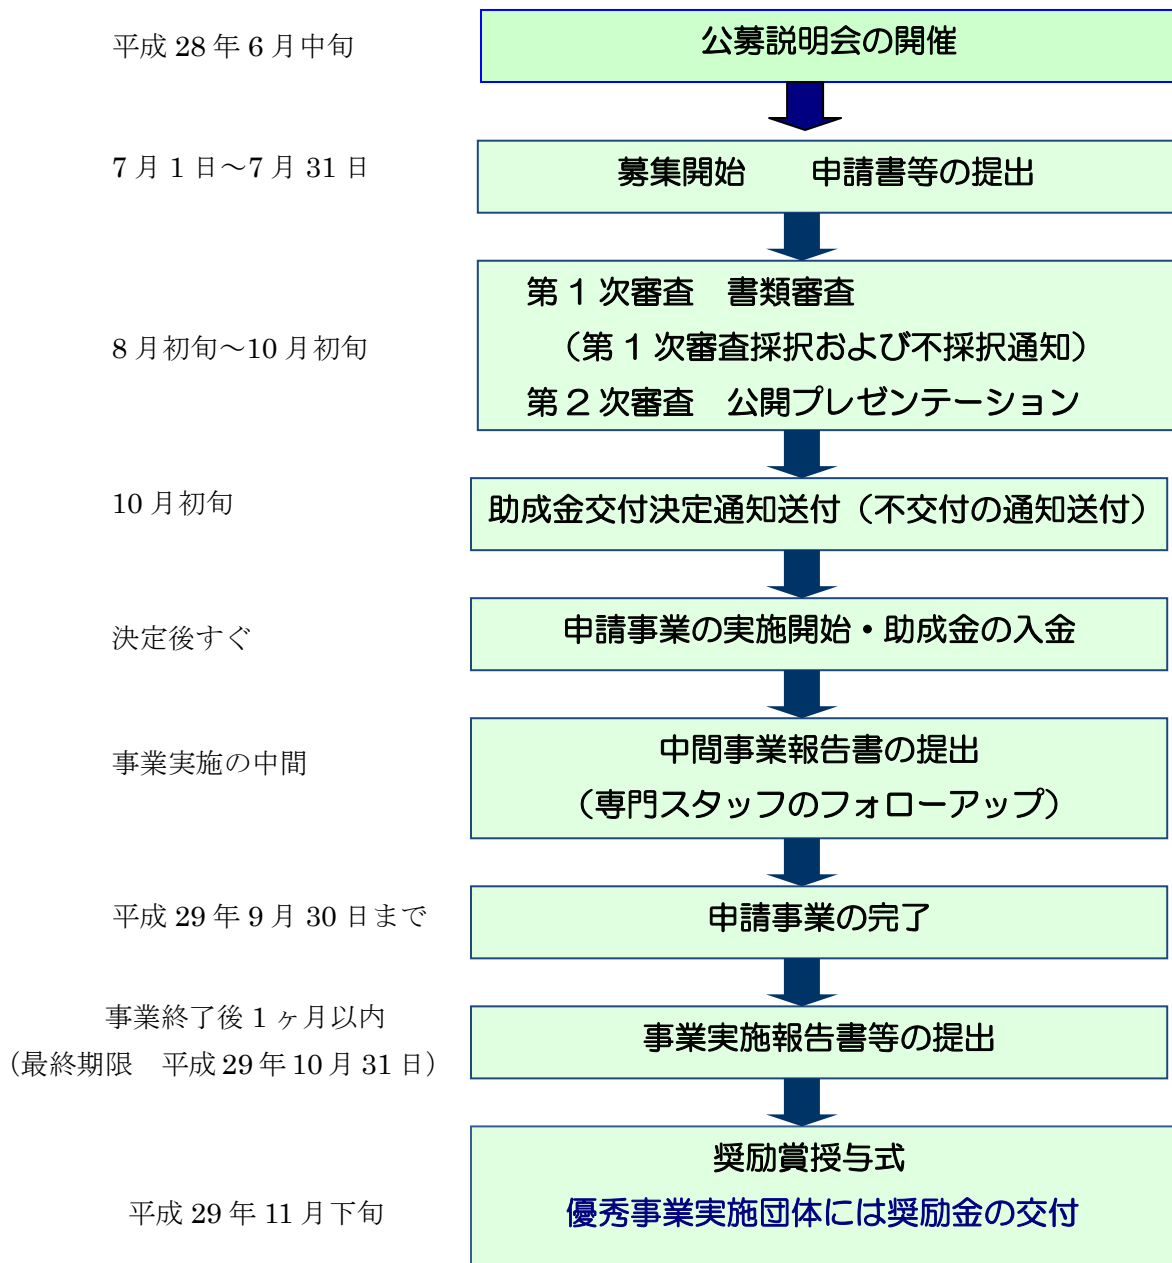 平成 28 年 6 月中旬
公募説明会の開催
7 月 1 日～7 月 31 日
募集開始　　申請書等の提出
8 月初旬～10 月初旬
第 1 次審査　書類審査
（第 1 次審査採択および不採択通知）
第 2 次審査　公開プレゼンテーション
10 月初旬
助成金交付決定通知送付（不交付の通知送付）
決定後すぐ
申請事業の実施開始・助成金の入金
事業実施の中間
中間事業報告書の提出
（専門スタッフのフォローアップ）
平成 29 年 9 月 30 日まで
申請事業の完了
事業終了後 1 ヶ月以内
（最終期限　平成 29 年 10 月 31 日）
事業実施報告書等の提出
平成 29 年 11 月下旬
奨励賞授与式
優秀事業実施団体には奨励金の交付